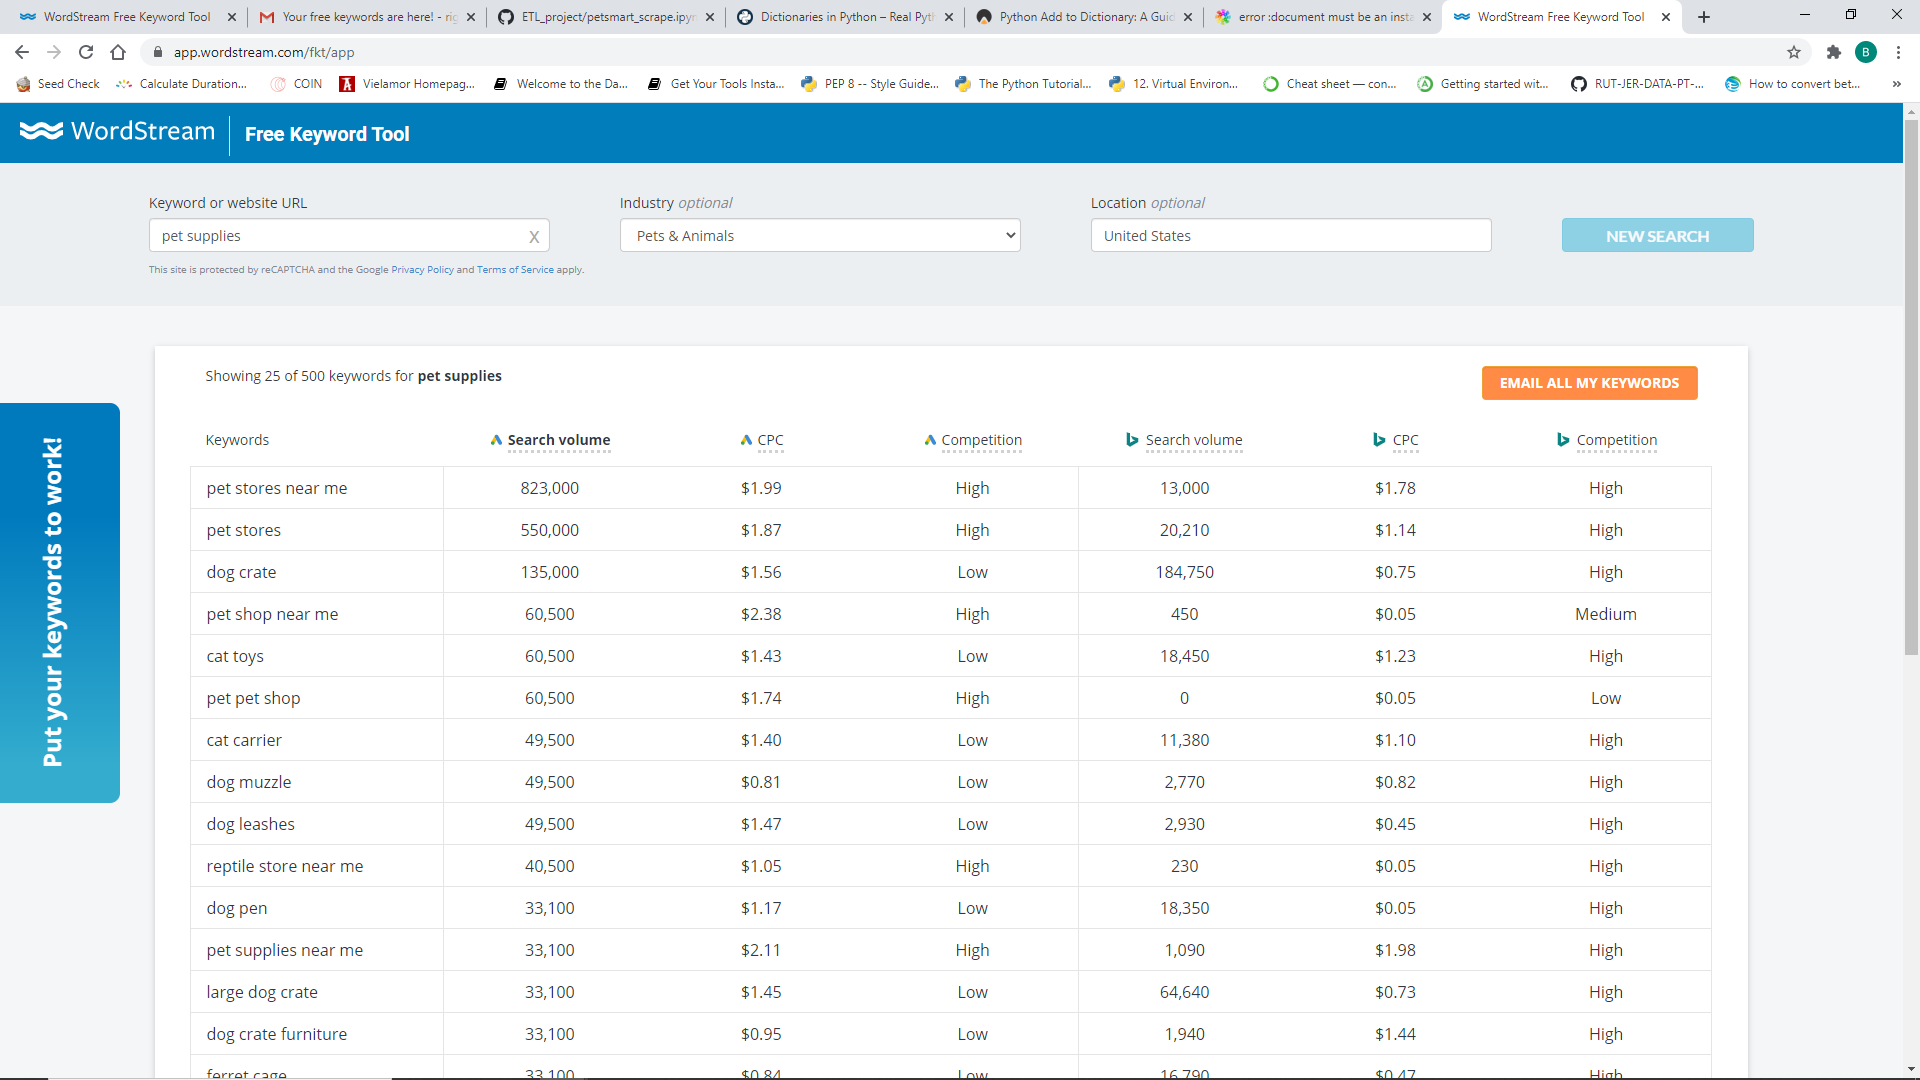 WordStream Free Keyword Tool
Your free keywords are here! - rig
ETL_project/petsmart_scrape.ipyn
Dictionaries in Python – Real Pyt
Python Add to Dictionary: A Guid
error :document must be an insta
WordStream Free Keyword Tool
app.wordstream.com/fkt/app
B
Seed Check
Calculate Duration...
COIN
Vielamor Homepag...
Welcome to the Da...
Get Your Tools Insta...
PEP 8 -- Style Guide...
The Python Tutorial...
12. Virtual Environ...
Cheat sheet — con...
Getting started wit...
RUT-JER-DATA-PT-...
How to convert bet...
»
WordStream Free Keyword Tool
Keyword or website URL Industry optional Location optional
pet supplies X Pets & Animals United States NEW SEARCH
This site is protected by reCAPTCHA and the Google Privacy Policy and Terms of Service apply.
Put your keywords to work!
Showing 25 of 500 keywords for pet supplies
EMAIL ALL MY KEYWORDS
Keywords Search volume CPC Competition Search volume CPC Competition
pet stores near me 823,000 $1.99 High 13,000 $1.78 High
pet stores 550,000 $1.87 High 20,210 $1.14 High
dog crate 135,000 $1.56 Low 184,750 $0.75 High
pet shop near me 60,500 $2.38 High 450 $0.05 Medium
cat toys 60,500 $1.43 Low 18,450 $1.23 High
pet pet shop 60,500 $1.74 High 0 $0.05 Low
cat carrier 49,500 $1.40 Low 11,380 $1.10 High
dog muzzle 49,500 $0.81 Low 2,770 $0.82 High
dog leashes 49,500 $1.47 Low 2,930 $0.45 High
reptile store near me 40,500 $1.05 High 230 $0.05 High
dog pen 33,100 $1.17 Low 18,350 $0.05 High
pet supplies near me 33,100 $2.11 High 1,090 $1.98 High
large dog crate 33,100 $1.45 Low 64,640 $0.73 High
dog crate furniture 33,100 $0.95 Low 1,940 $1.44 High
ferret cage 33,100 $0.84 Low 16,790 $0.47 High